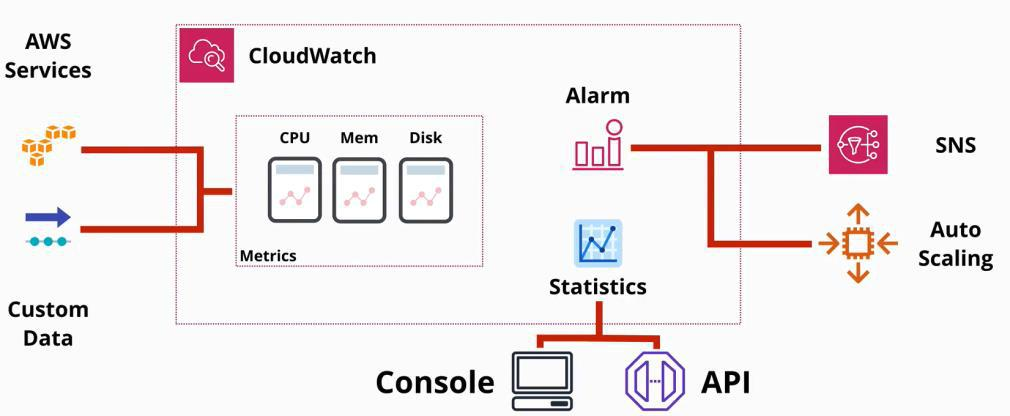 AWS
Services
CloudWatch
Alarm
CPU Mem Disk
SNS
Metrics
Auto
Scaling
Statistics
Custom
Data
Console
API